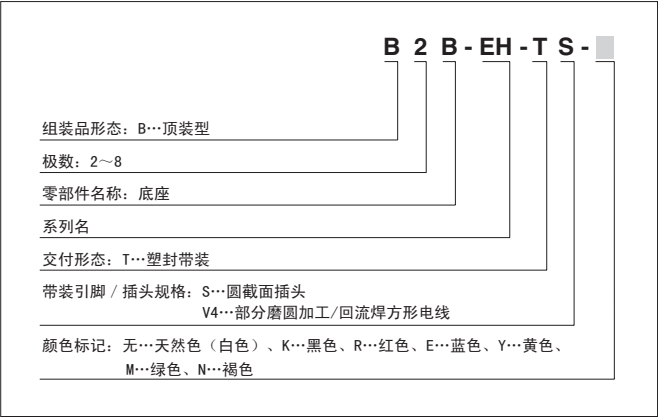 B 2 B - EH - T S -
组装品形态：B…顶装型
极数：2～8
零部件名称：底座
系列名
交付形态：T…塑封带装
带装引脚 / 插头规格：S…圆截面插头
V4…部分磨圆加工/回流焊方形电线
颜色标记：无…天然色（白色）、K…黑色、R…红色、E…蓝色、Y…黄色、
M…绿色、N…褐色